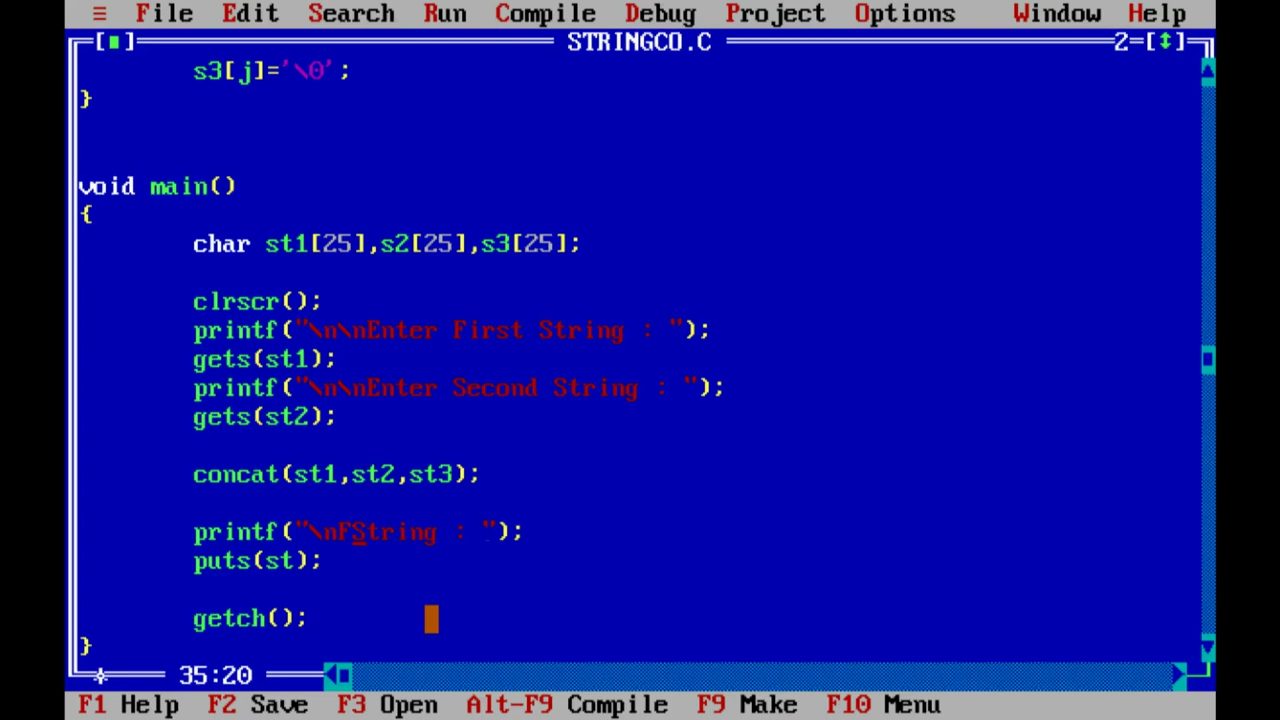 ≡ File Edit Search Run Compile Debug Project Options Window Help
[■] STRINGCO.C 2=[↕]
s3[j]='\0';
}
void main()
{
char st1[25],s2[25],s3[25];
clrscr();
printf("\n\nEnter First String : ");
gets(st1);
printf("\n\nEnter Second String : ");
gets(st2);
concat(st1,st2,st3);
printf("\nfString : ");
puts(st);
getch();
}
35:20
F1 Help F2 Save F3 Open Alt-F9 Compile F9 Make F10 Menu